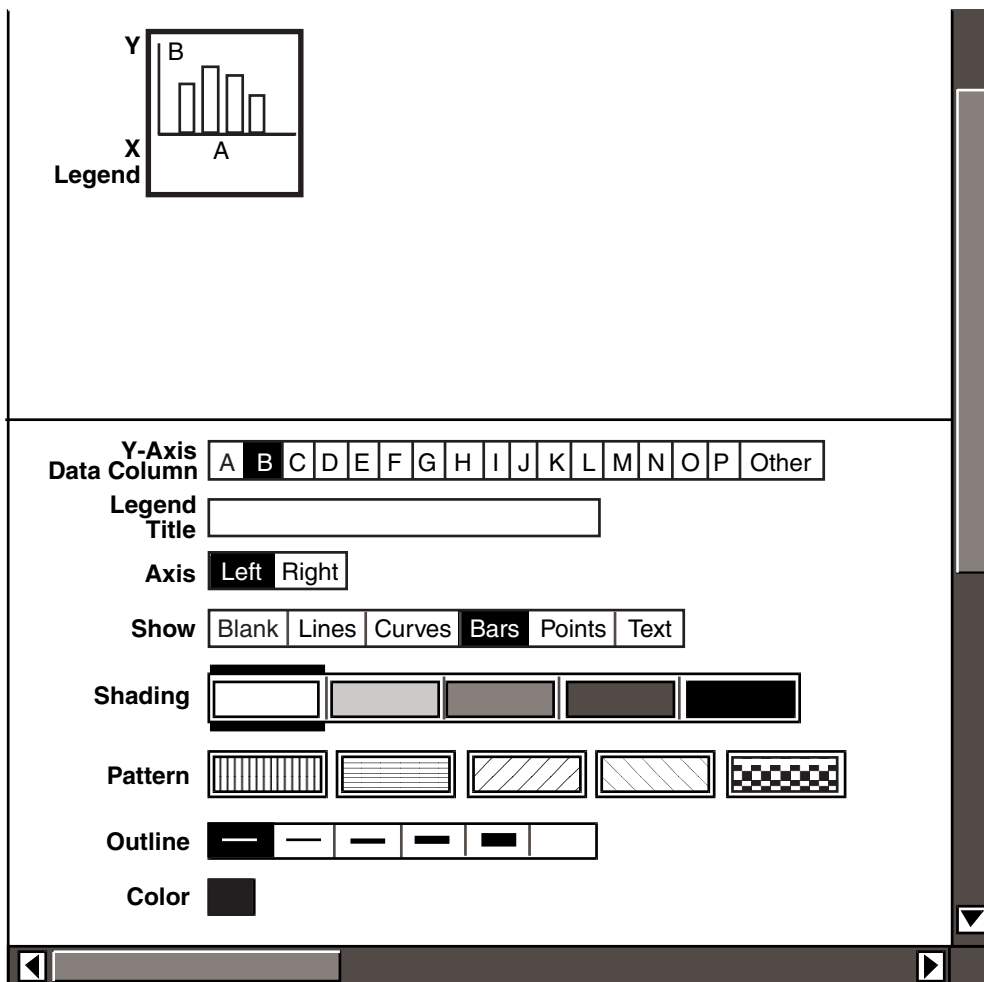 Y
B
X
A
Legend
Y-Axis
Data Column A B C D E F G H I J K L M N O P Other
Legend
Title
Axis Left Right
Show Blank Lines Curves Bars Points Text
Shading
Pattern
Outline
Color